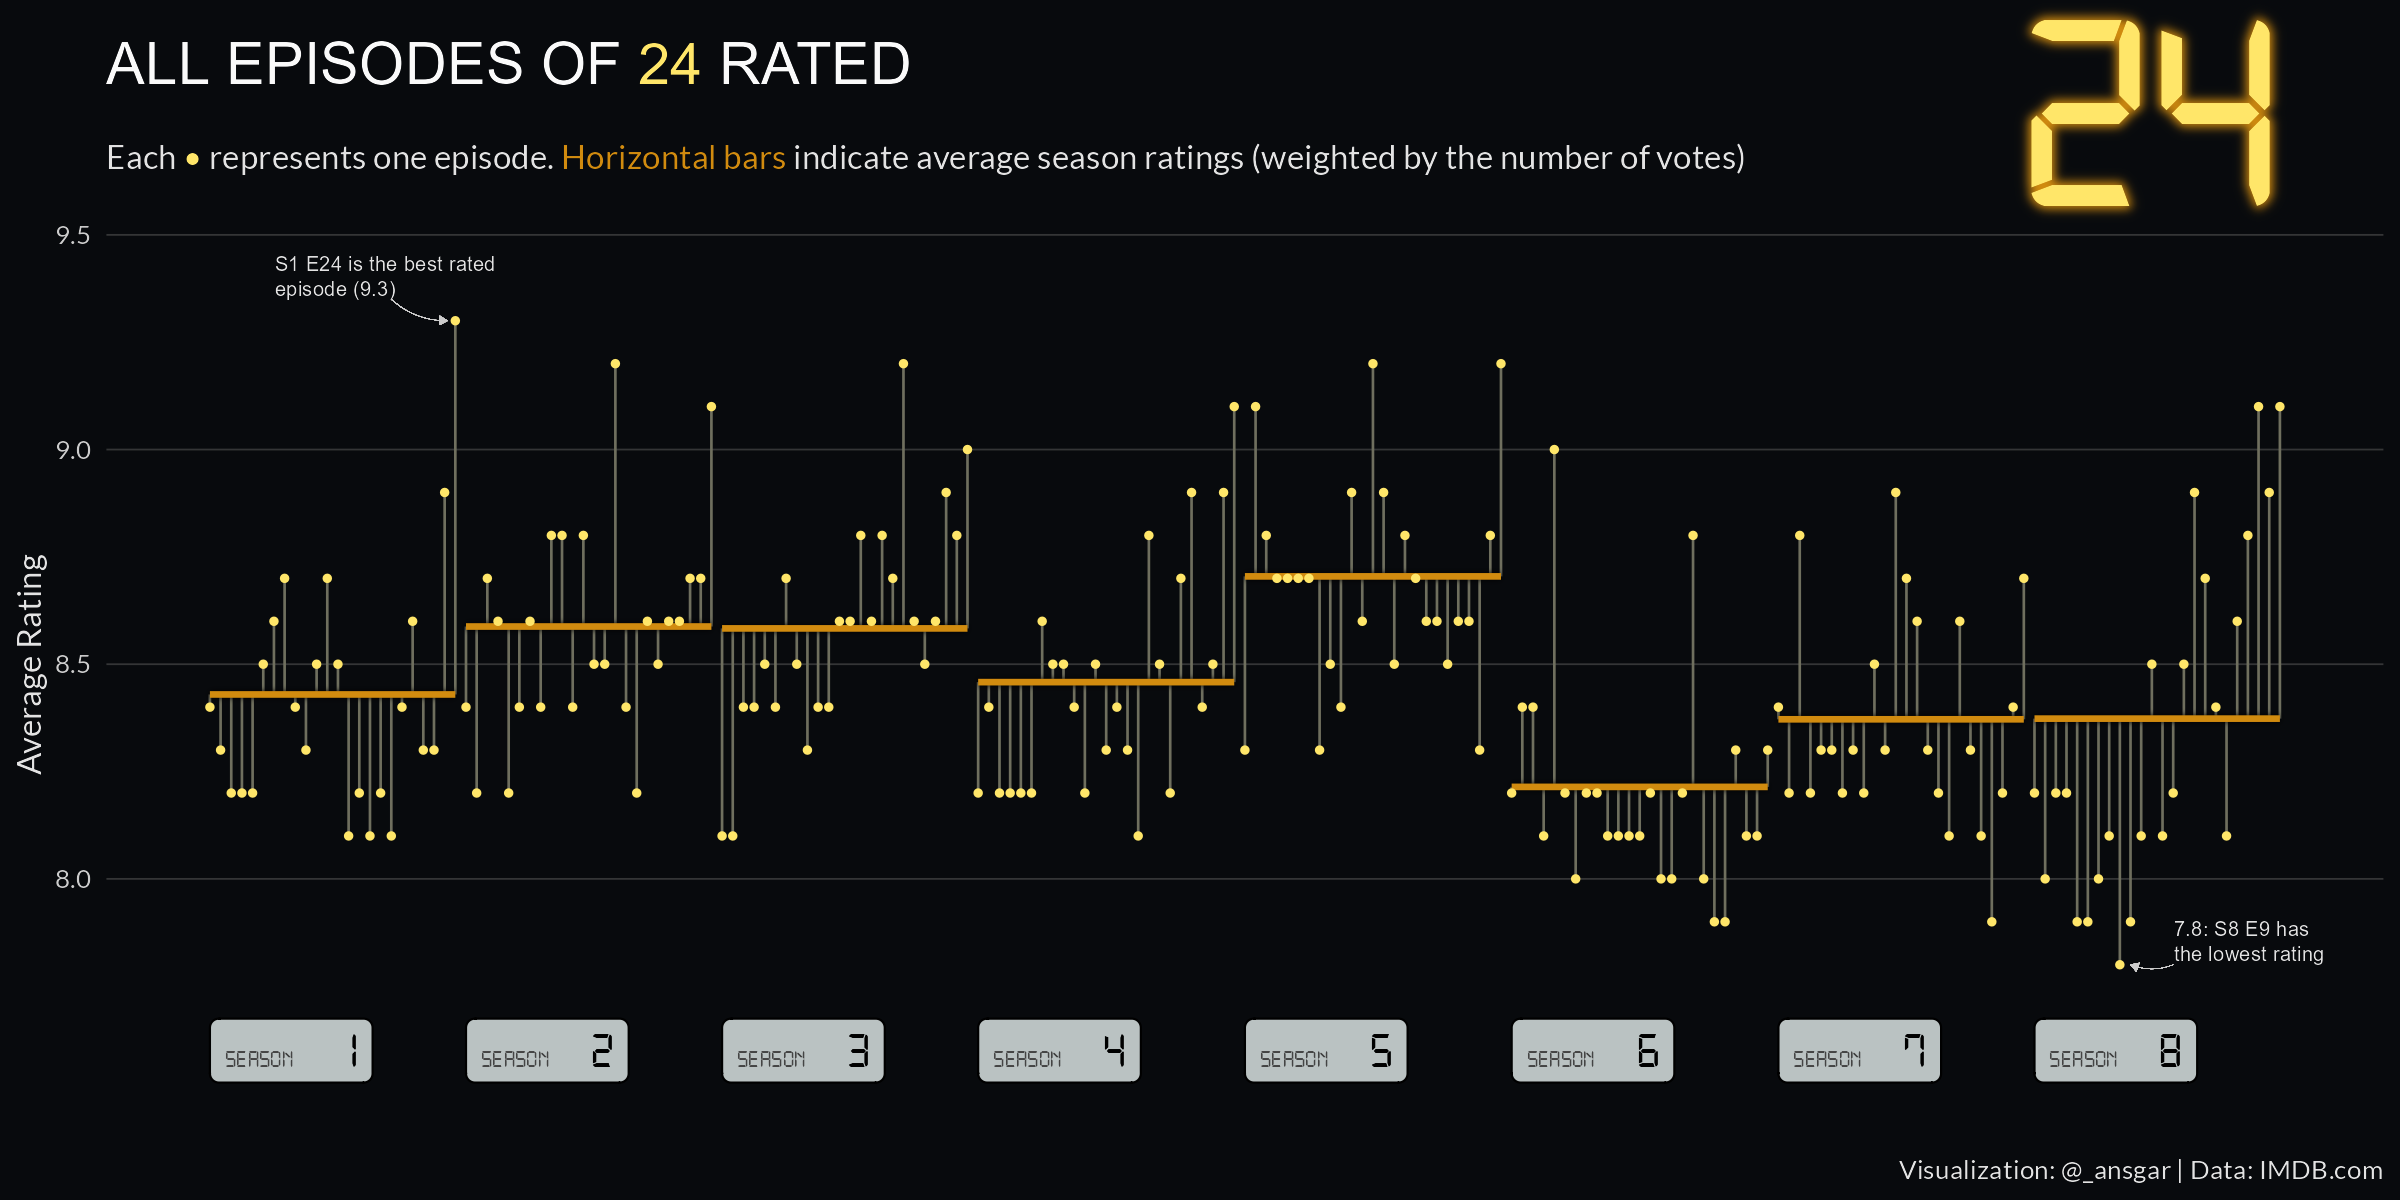 ALL EPISODES OF 24 RATED
24
Each ● represents one episode. Horizontal bars indicate average season ratings (weighted by the number of votes)
9.5
S1 E24 is the best rated
episode (9.3)
9.0
8.5
8.0
Average Rating
7.8: S8 E9 has
the lowest rating
SEASON 1
SEASON 2
SEASON 3
SEASON 4
SEASON 5
SEASON 6
SEASON 7
SEASON 8
Visualization: @_ansgar | Data: IMDB.com